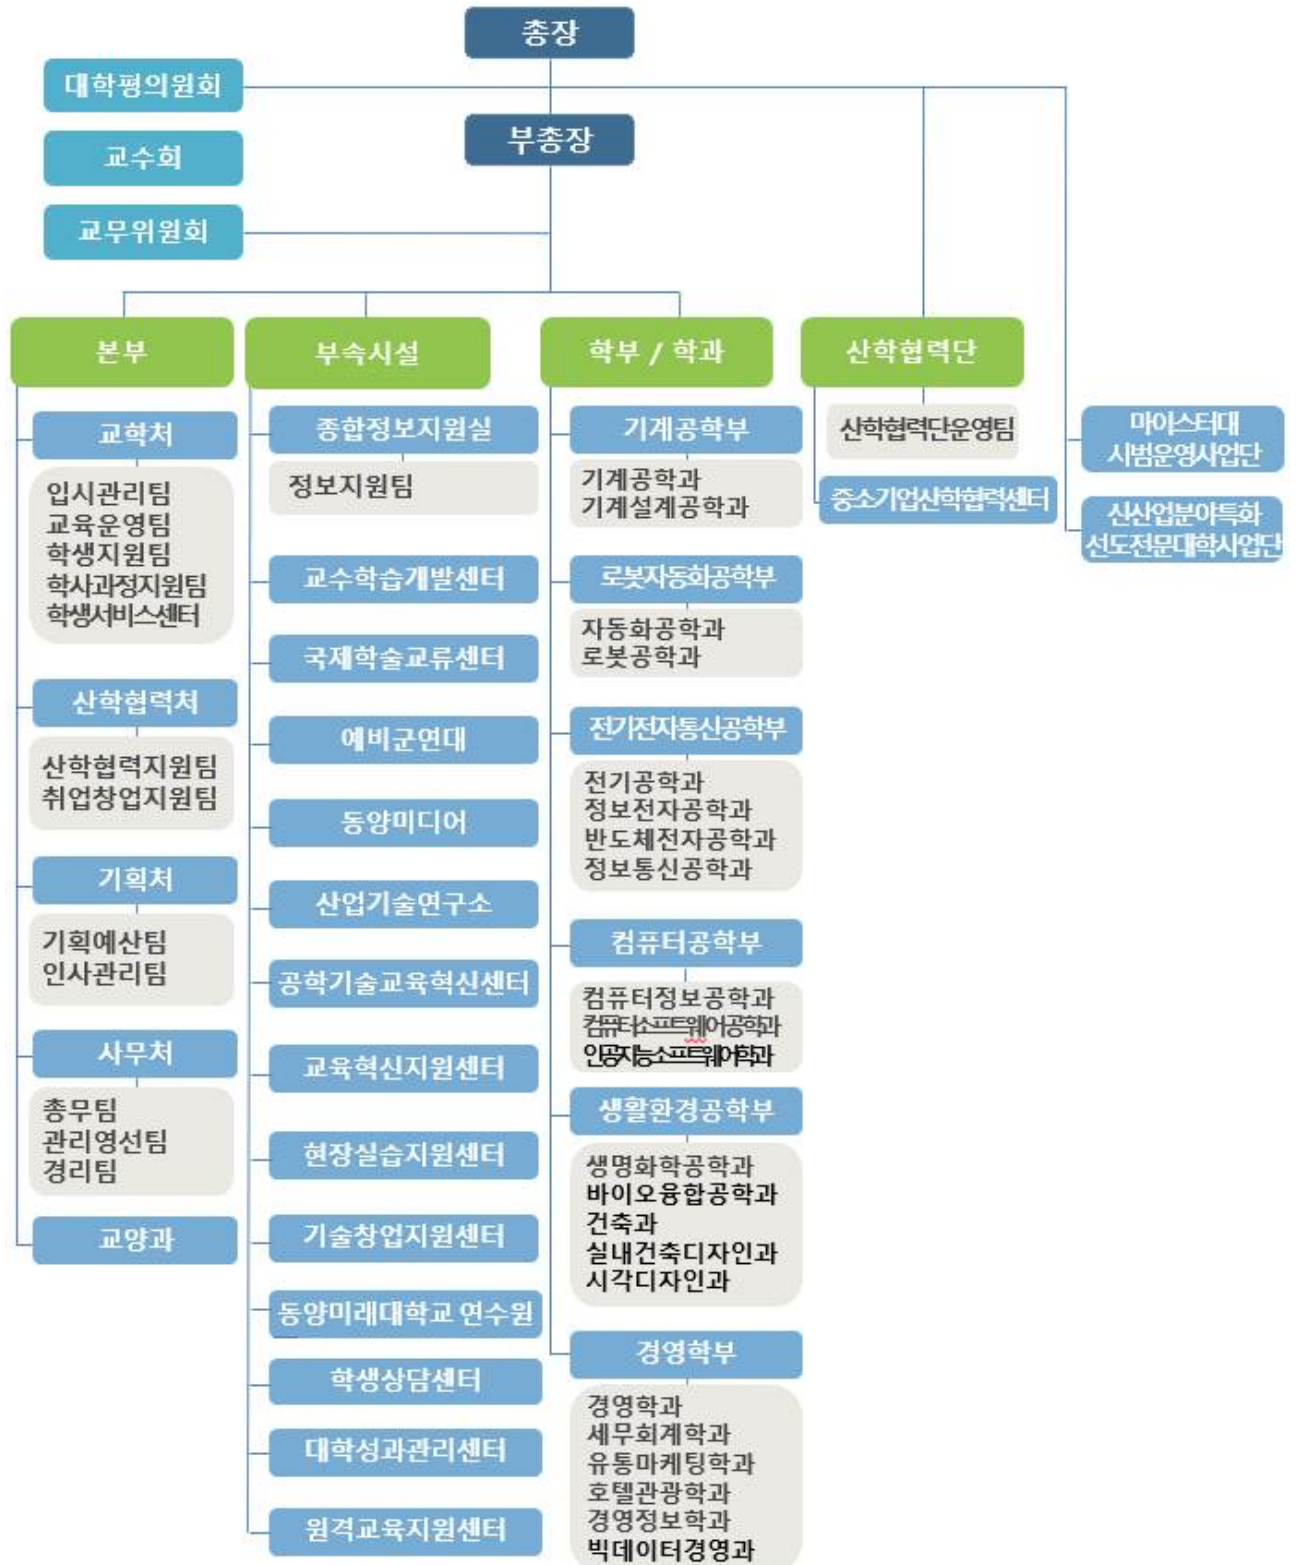 총장
대학평의원회
부총장
교수회
교무위원회
본부
교학처
입시관리팀
교육운영팀
학생지원팀
학사과정지원팀
학생서비스센터
산학협력처
산학협력지원팀
취업창업지원팀
기획처
기획예산팀
인사관리팀
사무처
총무팀
관리영선팀
경리팀
교양과
부속시설
종합정보지원실
정보지원팀
교수학습개발센터
국제학술교류센터
예비군연대
동양미디어
산업기술연구소
공학기술교육혁신센터
교육혁신지원센터
현장실습지원센터
기술창업지원센터
동양미래대학교 연수원
학생상담센터
대학성과관리센터
원격교육지원센터
학부 / 학과
기계공학부
기계공학과
기계설계공학과
로봇자동화공학부
자동화공학과
로봇공학과
전기전자통신공학부
전기공학과
정보전자공학과
반도체전자공학과
정보통신공학과
컴퓨터공학부
컴퓨터정보공학과
컴퓨터소프트웨어공학과
인공지능소프트웨어학과
생활환경공학부
생명화학공학과
바이오융합공학과
건축과
실내건축디자인과
시각디자인과
경영학부
경영학과
세무회계학과
유통마케팅학과
호텔관광학과
경영정보학과
빅데이터경영과
산학협력단
산학협력단운영팀
중소기업산학협력센터
마이스터대
시범운영사업단
신산업분야특화
선도전문대학사업단